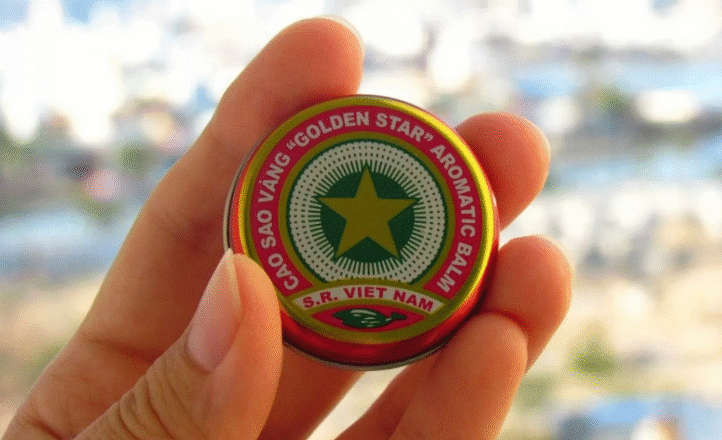 CAO SAO VÀNG "GOLDEN STAR" AROMATIC BALM
S.R. VIET NAM